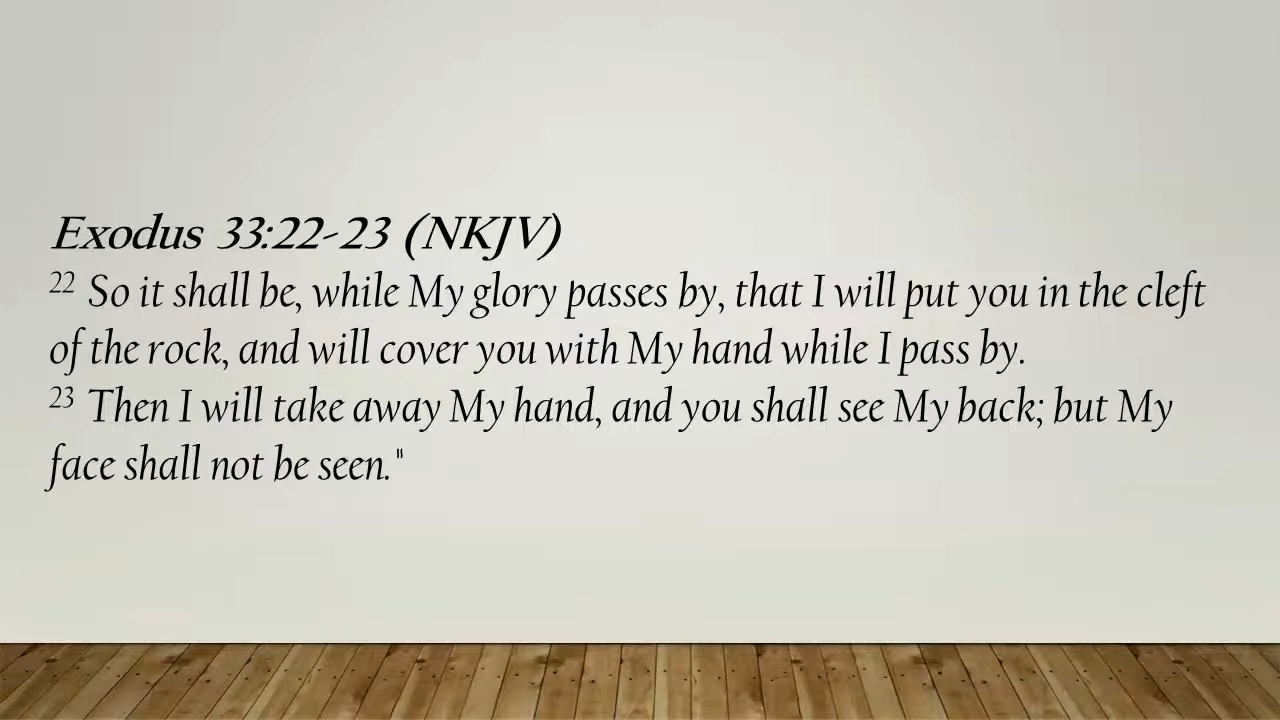 Exodus 33:22-23 (NKJV)
22 So it shall be, while My glory passes by, that I will put you in the cleft
of the rock, and will cover you with My hand while I pass by.
23 Then I will take away My hand, and you shall see My back; but My
face shall not be seen."